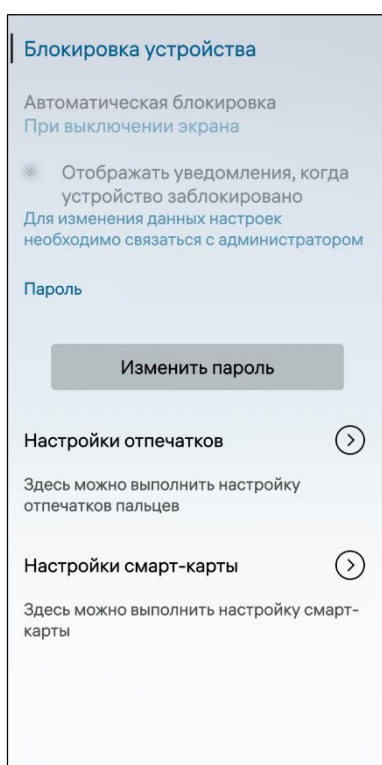 Блокировка устройства
Автоматическая блокировка
При выключении экрана
Отображать уведомления, когда
устройство заблокировано
Для изменения данных настроек
необходимо связаться с администратором
Пароль
Изменить пароль
Настройки отпечатков
Здесь можно выполнить настройку
отпечатков пальцев
Настройки смарт-карты
Здесь можно выполнить настройку смарт-
карты